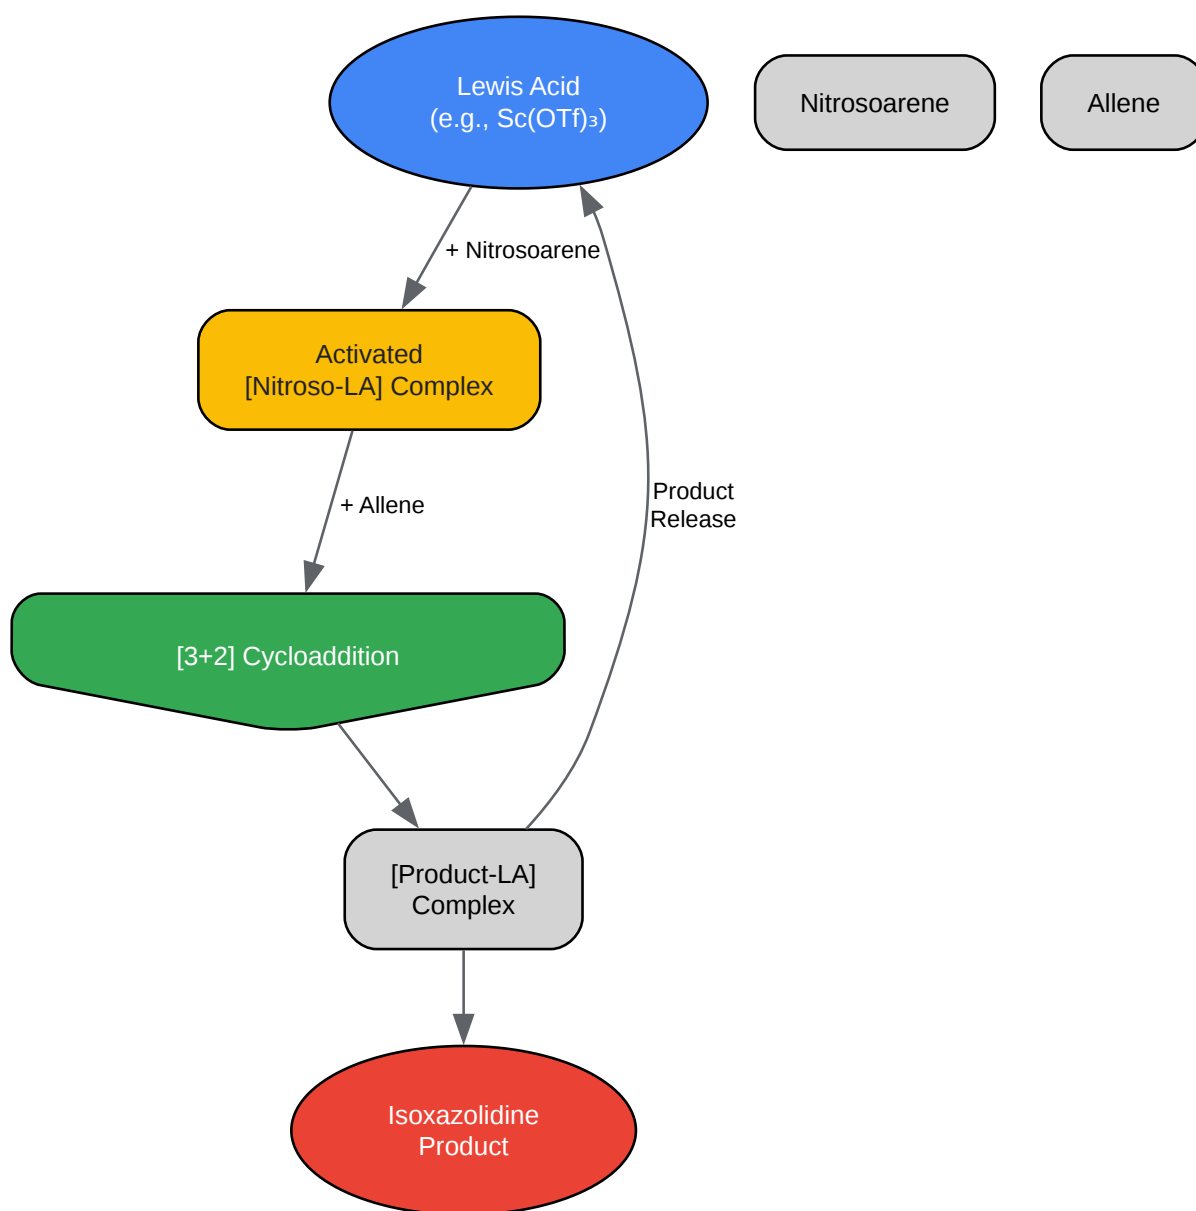 Lewis Acid
(e.g., Sc(OTf)₃)
Nitrosoarene
Allene
+ Nitrosoarene
Activated
[Nitroso-LA] Complex
+ Allene
Product
Release
[3+2] Cycloaddition
[Product-LA]
Complex
Isoxazolidine
Product